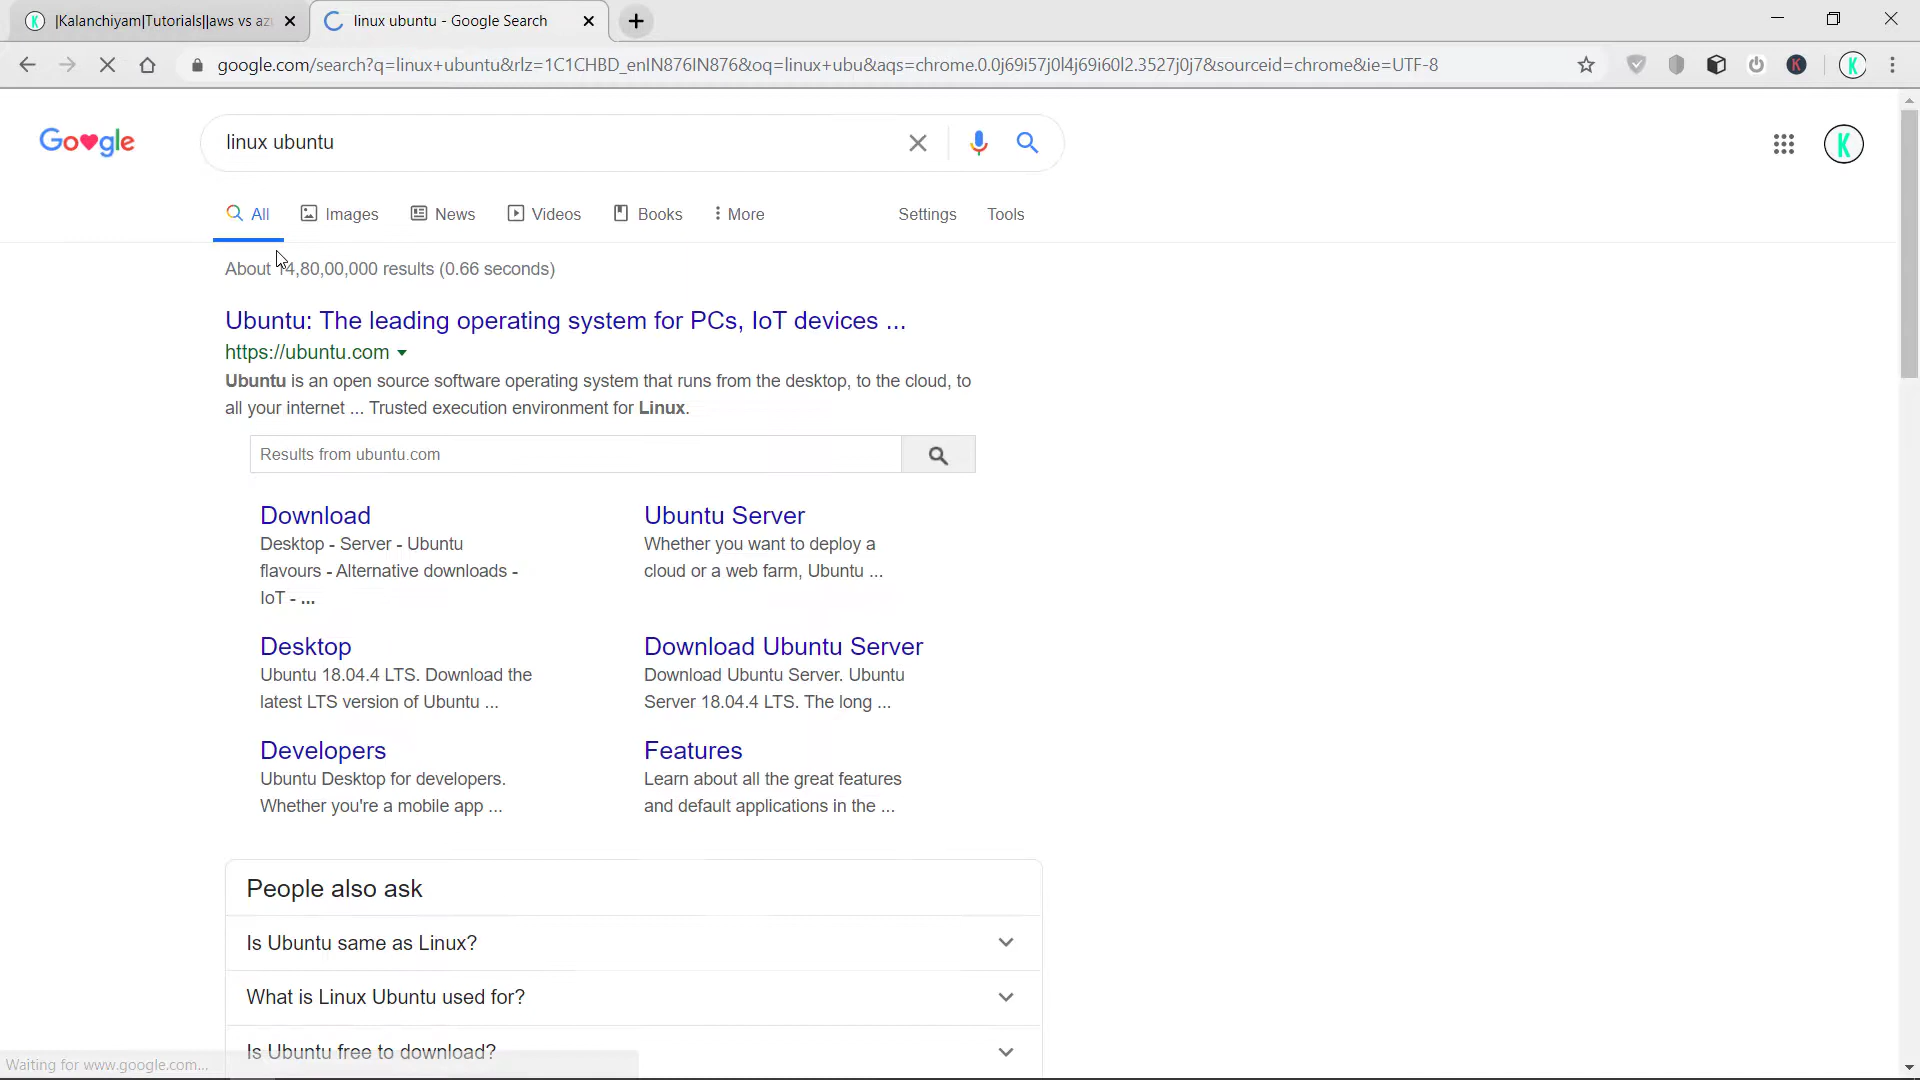 |Kalanchiyam|Tutorials||aws vs az
linux ubuntu - Google Search
google.com/search?q=linux+ubuntu&rlz=1C1CHBD_enIN876IN876&oq=linux+ubu&aqs=chrome.0.0j69i57j0l4j69i60l2.3527j0j7&sourceid=chrome&ie=UTF-8
K
Google
linux ubuntu
K
All Images News Videos Books More Settings Tools
About 14,80,00,000 results (0.66 seconds)
Ubuntu: The leading operating system for PCs, IoT devices ...
https://ubuntu.com
Ubuntu is an open source software operating system that runs from the desktop, to the cloud, to
all your internet ... Trusted execution environment for Linux.
Results from ubuntu.com
Download
Desktop - Server - Ubuntu
flavours - Alternative downloads -
IoT - ...
Ubuntu Server
Whether you want to deploy a
cloud or a web farm, Ubuntu ...
Desktop
Ubuntu 18.04.4 LTS. Download the
latest LTS version of Ubuntu ...
Download Ubuntu Server
Download Ubuntu Server. Ubuntu
Server 18.04.4 LTS. The long ...
Developers
Ubuntu Desktop for developers.
Whether you're a mobile app ...
Features
Learn about all the great features
and default applications in the ...
People also ask
Is Ubuntu same as Linux?
What is Linux Ubuntu used for?
Is Ubuntu free to download?
Waiting for www.google.com...